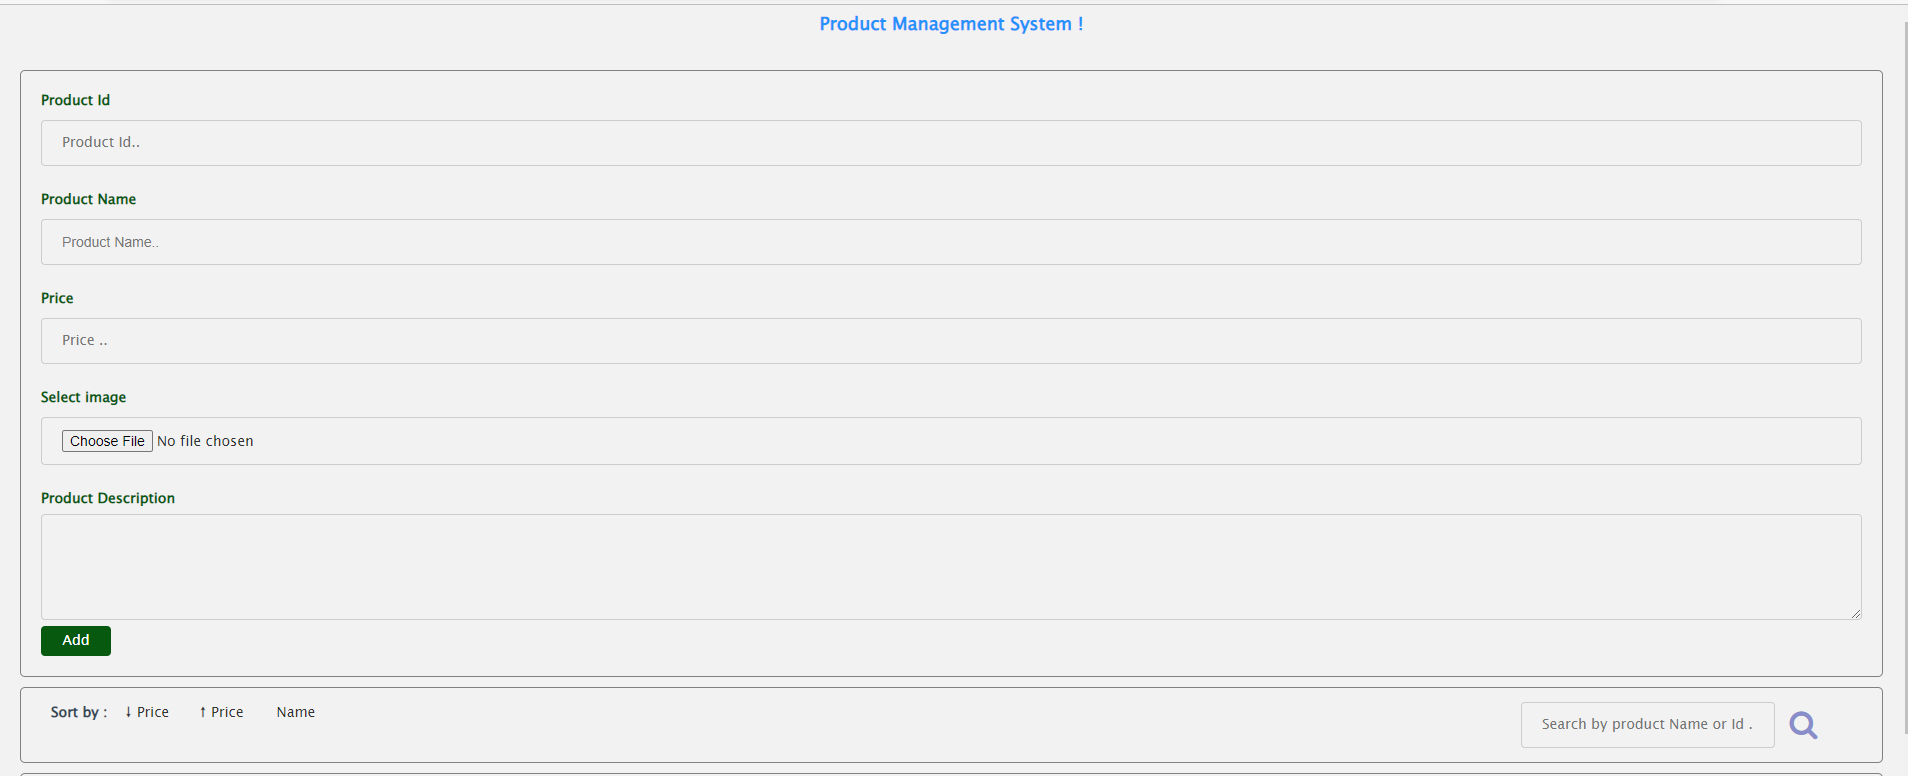 Product Management System !
Product Id
Product Id..
Product Name
Product Name..
Price
Price ..
Select image
Choose File No file chosen
Product Description
Add
Sort by : ↓ Price ↑ Price Name Search by product Name or Id .